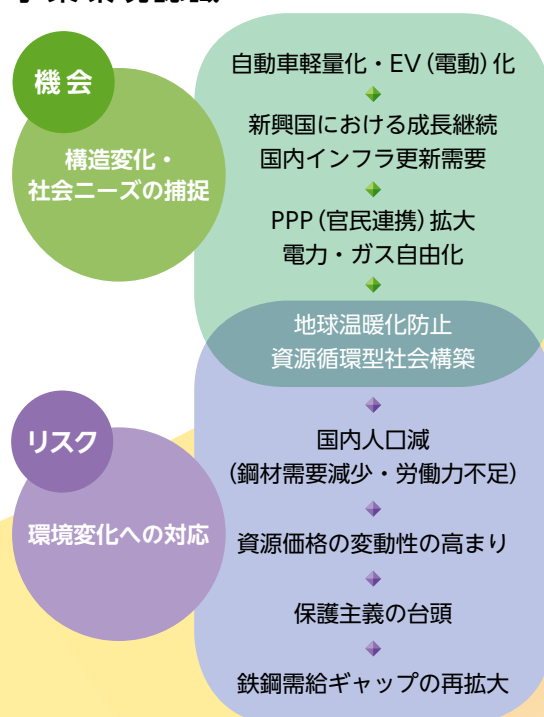 機会
構造変化・
社会ニーズの捕捉
自動車軽量化・EV(電動)化
新興国における成長継続
国内インフラ更新需要
PPP(官民連携)拡大
電力・ガス自由化
地球温暖化防止
資源循環型社会構築
リスク
環境変化への対応
国内人口減
(鋼材需要減少・労働力不足)
資源価格の変動性の高まり
保護主義の台頭
鉄鋼需給ギャップの再拡大